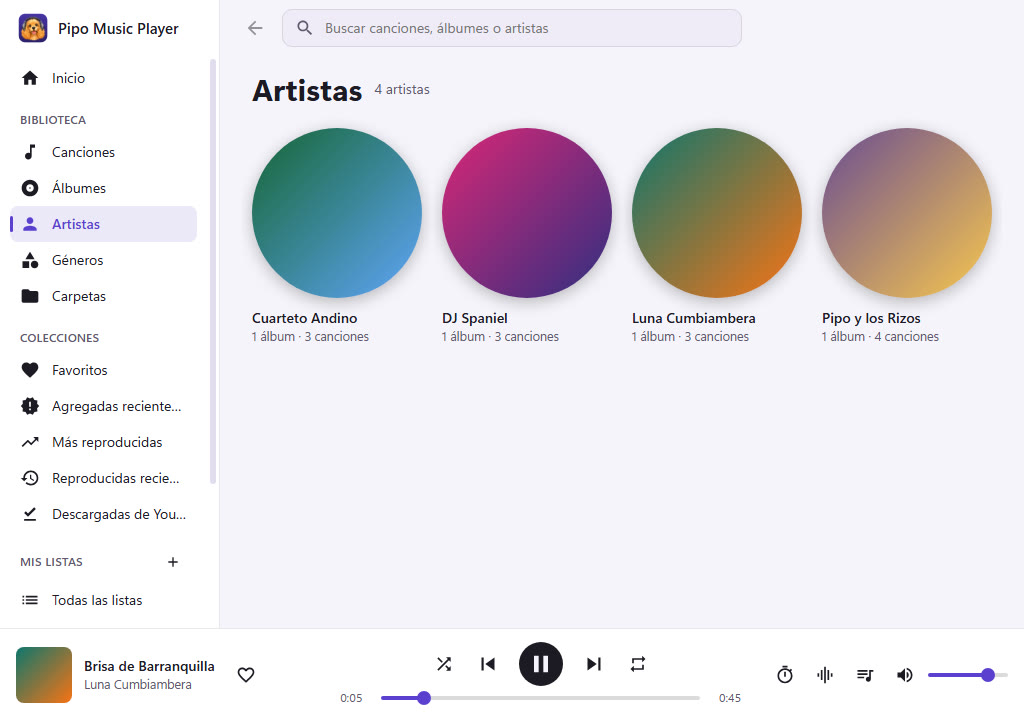 Pipo Music Player
Buscar canciones, álbumes o artistas
Inicio
BIBLIOTECA
Canciones
Álbumes
Artistas
Géneros
Carpetas
COLECCIONES
Favoritos
Agregadas reciente...
Más reproducidas
Reproducidas recie...
Descargadas de You...
MIS LISTAS
Todas las listas
Artistas 4 artistas
Cuarteto Andino
1 álbum · 3 canciones
DJ Spaniel
1 álbum · 3 canciones
Luna Cumbiambera
1 álbum · 3 canciones
Pipo y los Rizos
1 álbum · 4 canciones
Brisa de Barranquilla
Luna Cumbiambera
0:05
0:45